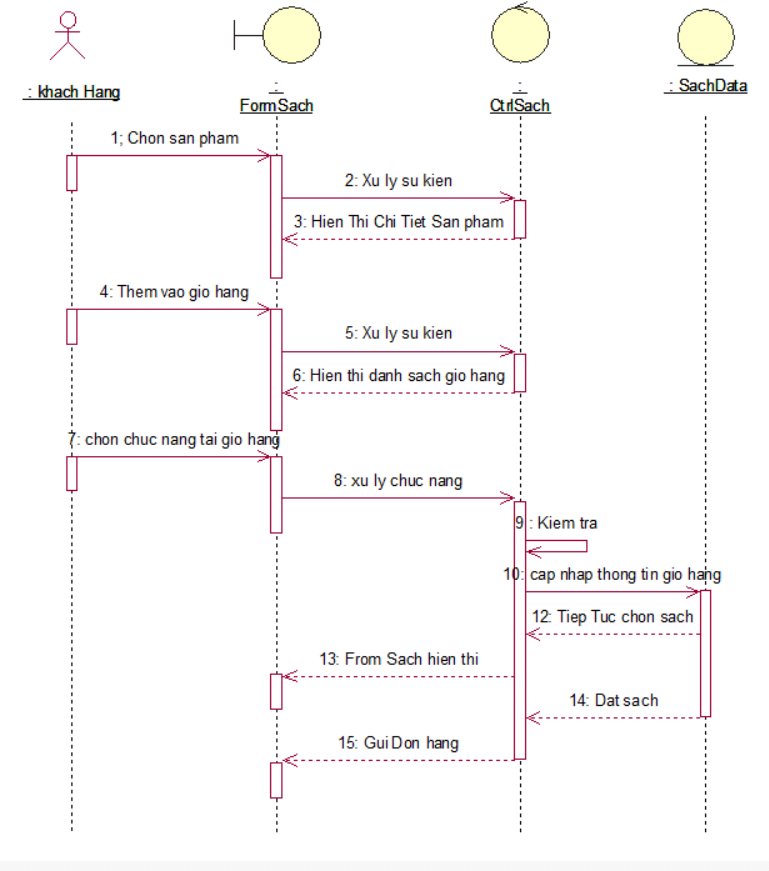 : khach Hang
:
FormSach
:
CtrlSach
: SachData
1; Chon san pham
2: Xu ly su kien
3: Hien Thi Chi Tiet San pham
4: Them vao gio hang
5: Xu ly su kien
6: Hien thi danh sach gio hang
7: chon chuc nang tai gio hang
8: xu ly chuc nang
9 : Kiem tra
10: cap nhap thong tin gio hang
12: Tiep Tuc chon sach
13: From Sach hien thi
14: Dat sach
15: Gui Don hang